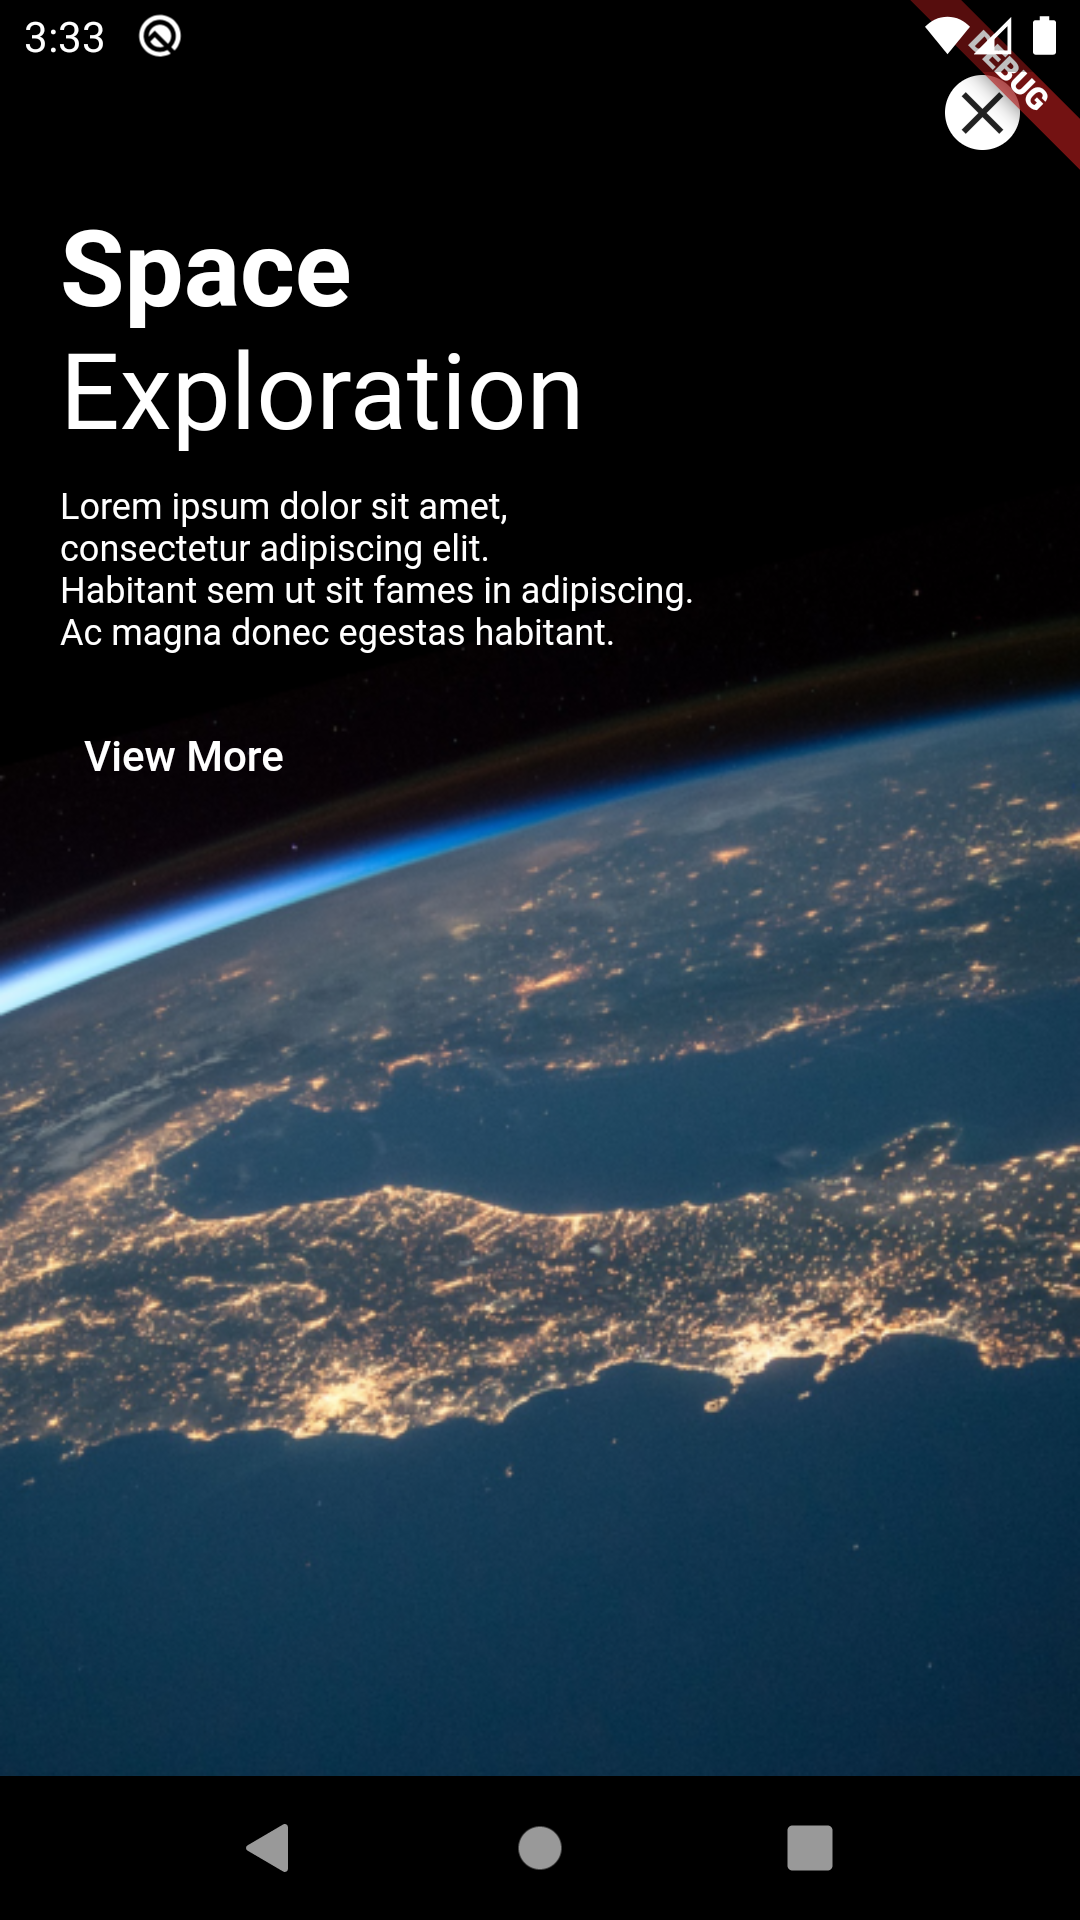 3:33
DEBUG
Space
Exploration
Lorem ipsum dolor sit amet,
consectetur adipiscing elit.
Habitant sem ut sit fames in adipiscing.
Ac magna donec egestas habitant.
View More